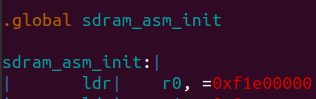 .global sdram_asm_init
sdram_asm_init:|
|       ldr|    r0, =0xf1e00000